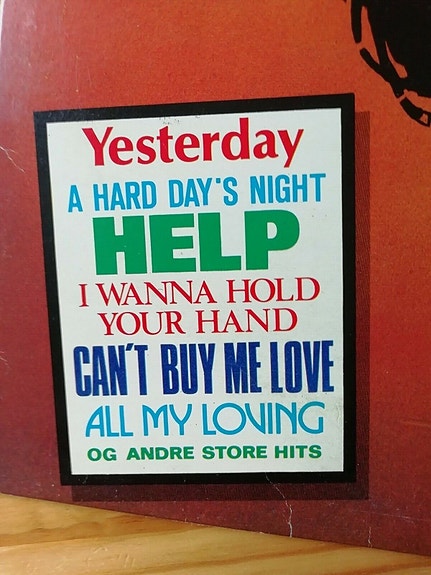 Yesterday
A HARD DAY'S NIGHT
HELP
I WANNA HOLD
YOUR HAND
CAN'T BUY ME LOVE
ALL MY LOVING
OG ANDRE STORE HITS